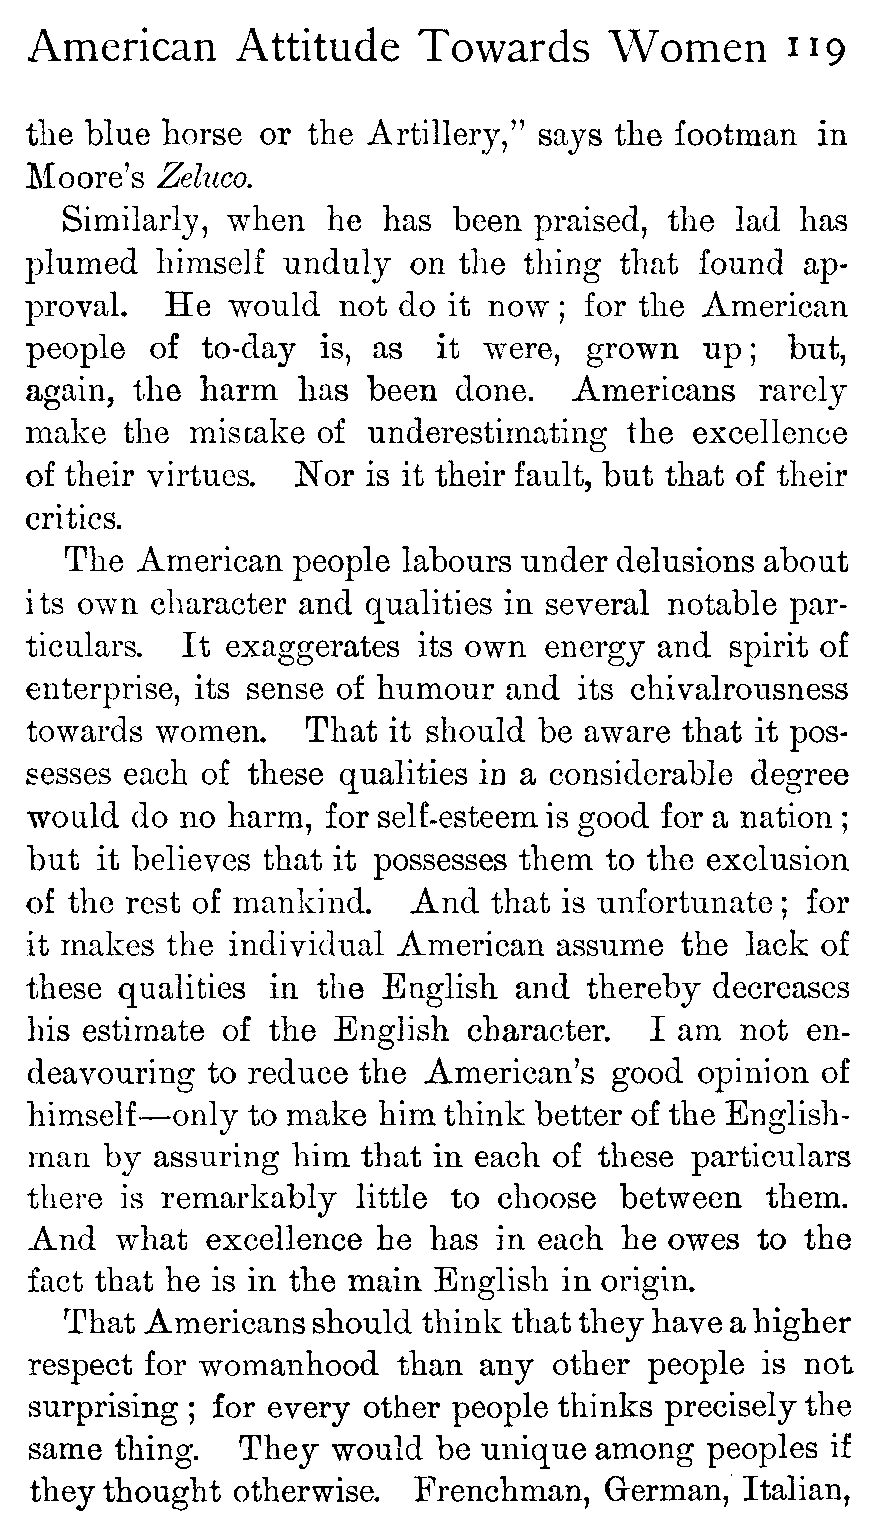 American Attitude Towards Women 119
the blue horse or the Artillery,” says the footman in
Moore's Zeluco.
Similarly, when he has been praised, the lad has
plumed himself unduly on the thing that found ap-
proval. He would not do it now; for the American
people of to-day is, as it were, grown up; but,
again, the harm has been done. Americans rarely
make the mistake of underestimating the excellence
of their virtues. Nor is it their fault, but that of their
critics.
The American people labours under delusions about
its own character and qualities in several notable par-
ticulars. It exaggerates its own energy and spirit of
enterprise, its sense of humour and its chivalrousness
towards women. That it should be aware that it pos-
sesses each of these qualities in a considerable degree
would do no harm, for self-esteem is good for a nation;
but it believes that it possesses them to the exclusion
of the rest of mankind. And that is unfortunate; for
it makes the individual American assume the lack of
these qualities in the English and thereby decreases
his estimate of the English character. I am not en-
deavouring to reduce the American's good opinion of
himself—only to make him think better of the English-
man by assuring him that in each of these particulars
there is remarkably little to choose between them.
And what excellence he has in each he owes to the
fact that he is in the main English in origin.
That Americans should think that they have a higher
respect for womanhood than any other people is not
surprising; for every other people thinks precisely the
same thing. They would be unique among peoples if
they thought otherwise. Frenchman, German, Italian,